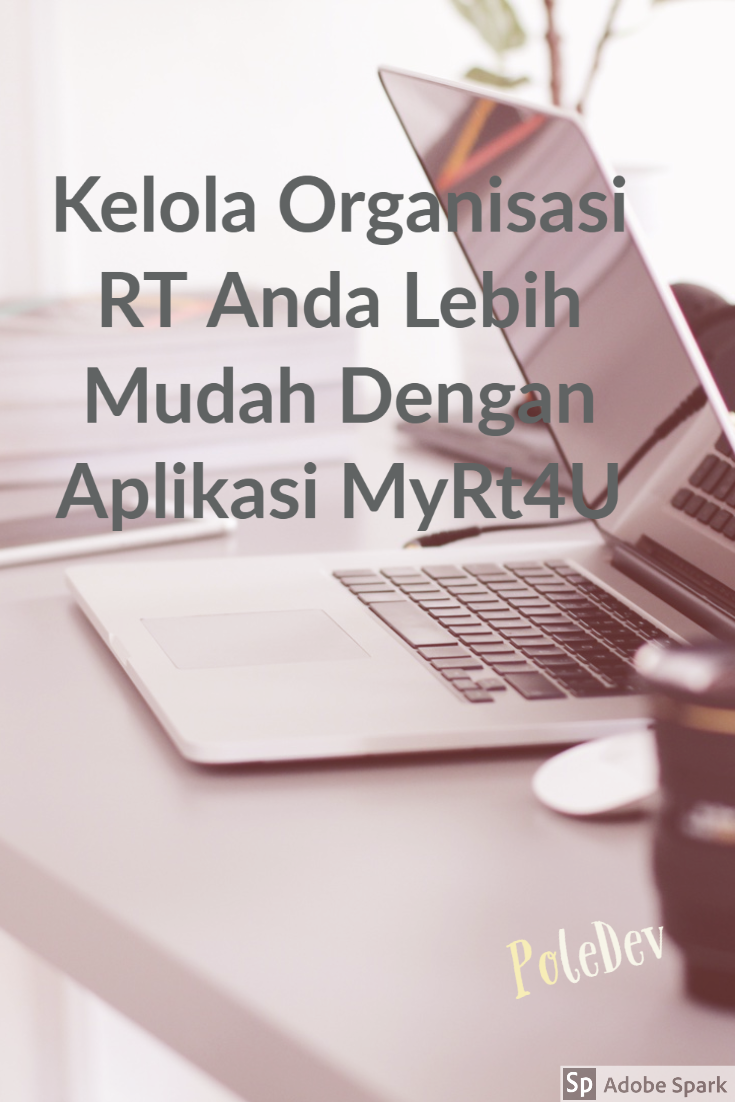 Kelola Organisasi
RT Anda Lebih
Mudah Dengan
Aplikasi MyRt4U
PoleDev
Sp Adobe Spark